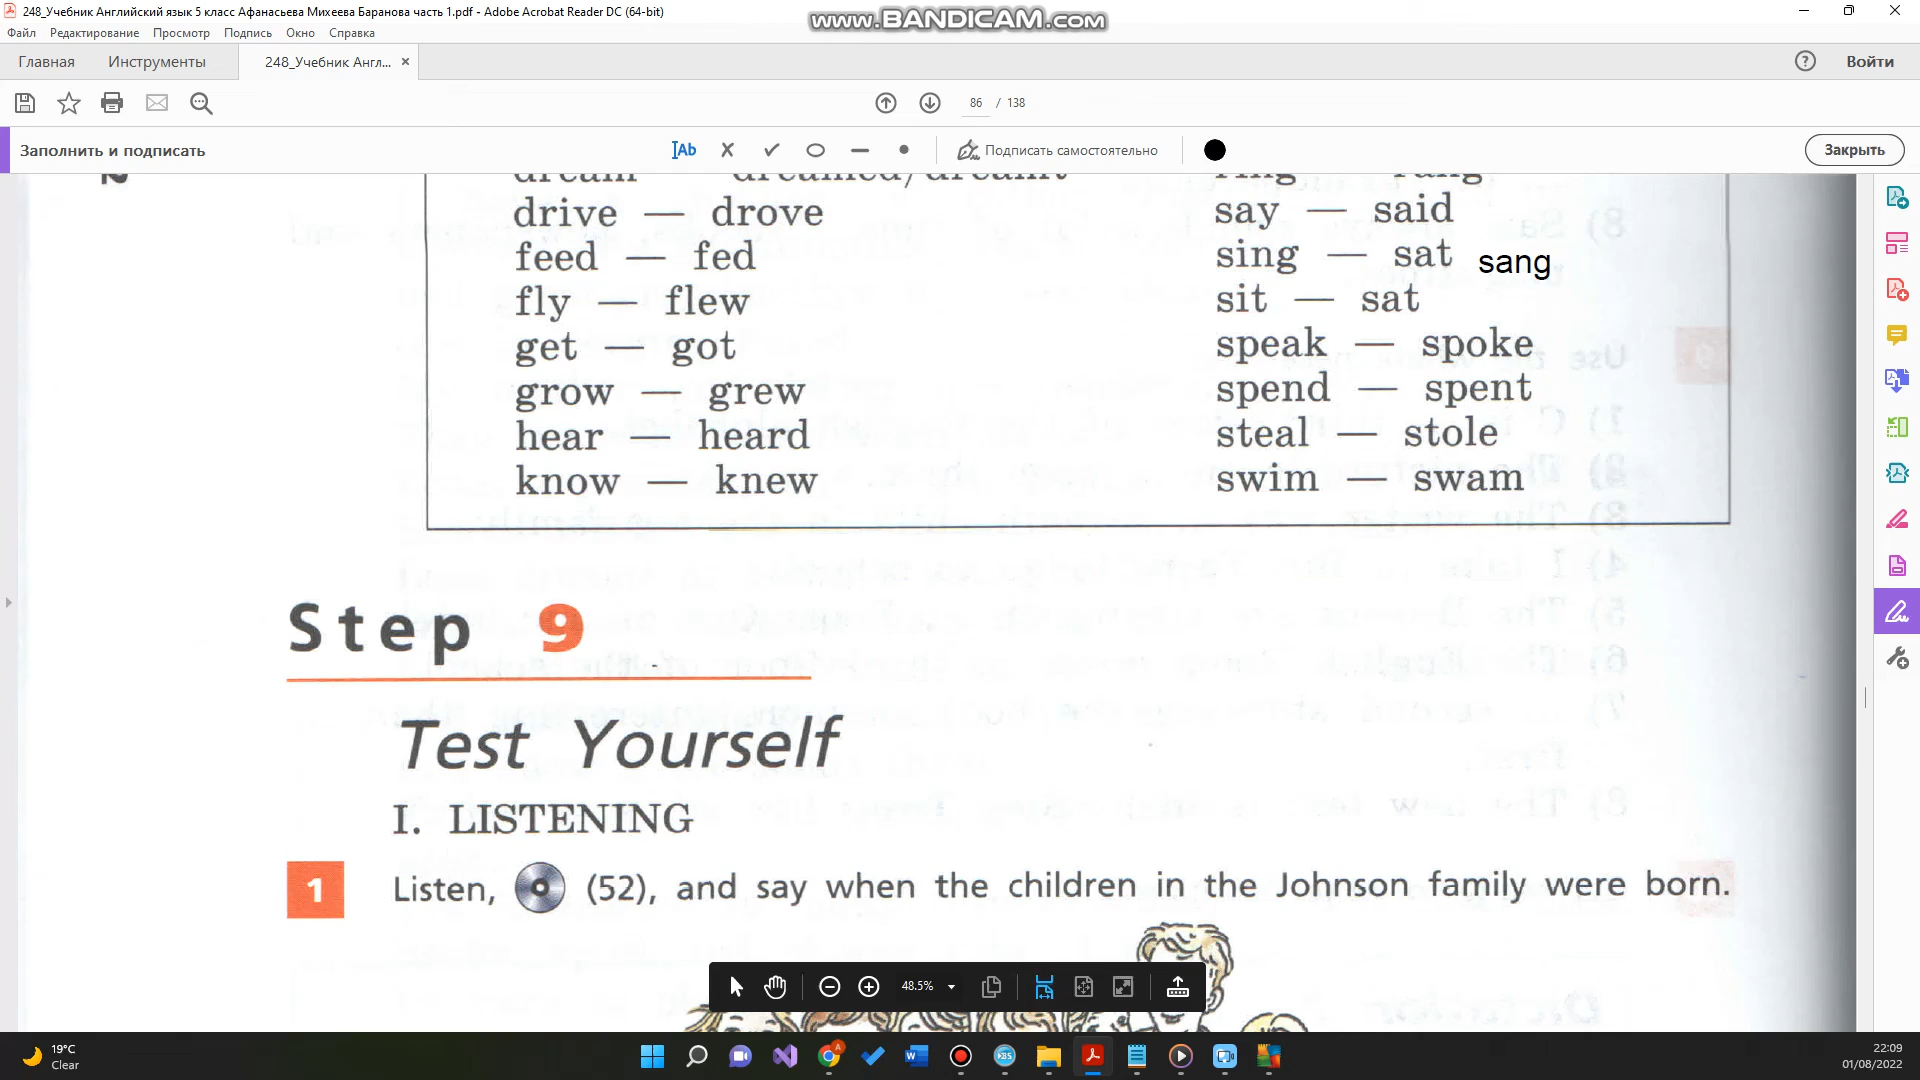 248_Учебник Английский язык 5 класс Афанасьева Михеева Баранова часть 1.pdf - Adobe Acrobat Reader DC (64-bit)
www.BANDICAM.com
Файл Редактирование Просмотр Подпись Окно Справка
Главная Инструменты 248_Учебник Англ... × Войти
86 / 138
Заполнить и подписать
Подписать самостоятельно
Закрыть
dream — dreamed/dreamt
ring — rang
drive — drove
say — said
feed — fed
sing — sat sang
fly — flew
sit — sat
get — got
speak — spoke
grow — grew
spend — spent
hear — heard
steal — stole
know — knew
swim — swam
Step 9
Test Yourself
I. LISTENING
1 Listen, (52), and say when the children in the Johnson family were born.
48.5%
19°C
Clear
22:09
01/08/2022